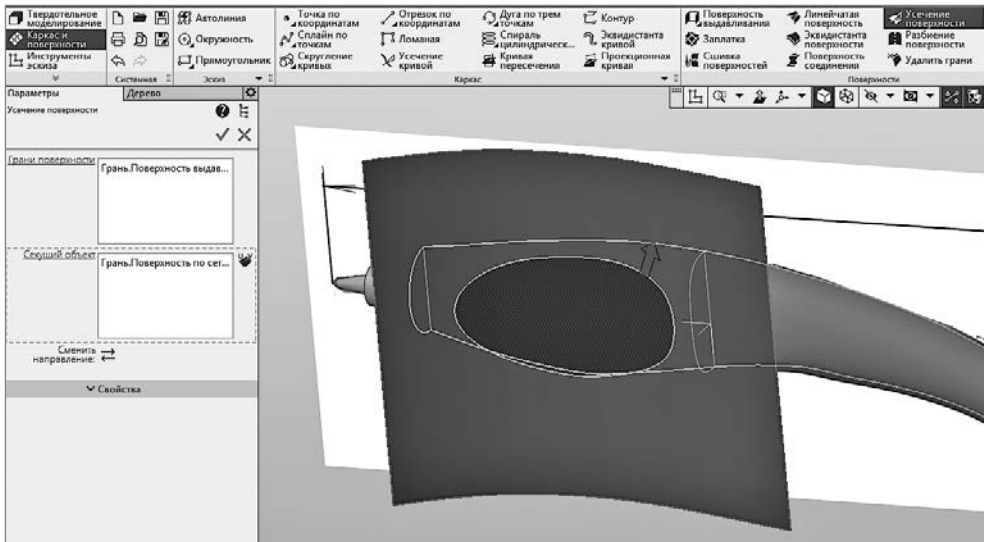 Твердотельное моделирование
Каркас и поверхности
Инструменты эскиза
Системная
Автолиния
Окружность
Прямоугольник
Эскиз
Точка по координатам
Сплайн по точкам
Скругление кривых
Отрезок по координатам
Ломаная
Усечение кривой
Дуга по трем точкам
Спираль цилиндрическ...
Кривая пересечения
Контур
Эквидистанта кривой
Проекционная кривая
Каркас
Поверхность выдавливания
Заплатка
Сшивка поверхностей
Линейчатая поверхность
Эквидистанта поверхности
Поверхность соединения
Усечение поверхности
Разбиение поверхности
Удалить грани
Поверхности
Параметры
Дерево
Усечение поверхности
Грани поверхности
Грань.Поверхность выдав...
Секущий объект
Грань.Поверхность по сет...
Сменить направление:
Свойства